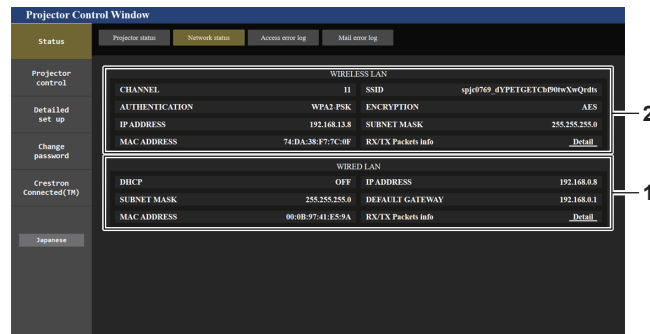 Projector Control Window
Status
Projector status Network status Access error log Mail error log
Projector control
Detailed set up
Change password
Crestron Connected(TM)
Japanese
WIRELESS LAN
CHANNEL 11 SSID spjc0769_dYPETGETCbf90twXwQrdts
AUTHENTICATION WPA2-PSK ENCRYPTION AES
IP ADDRESS 192.168.13.8 SUBNET MASK 255.255.255.0
MAC ADDRESS 74:DA:38:F7:7C:0F RX/TX Packets info Detail
2
WIRED LAN
DHCP OFF IP ADDRESS 192.168.0.8
SUBNET MASK 255.255.255.0 DEFAULT GATEWAY 192.168.0.1
MAC ADDRESS 00:0B:97:41:E5:9A RX/TX Packets info Detail
1